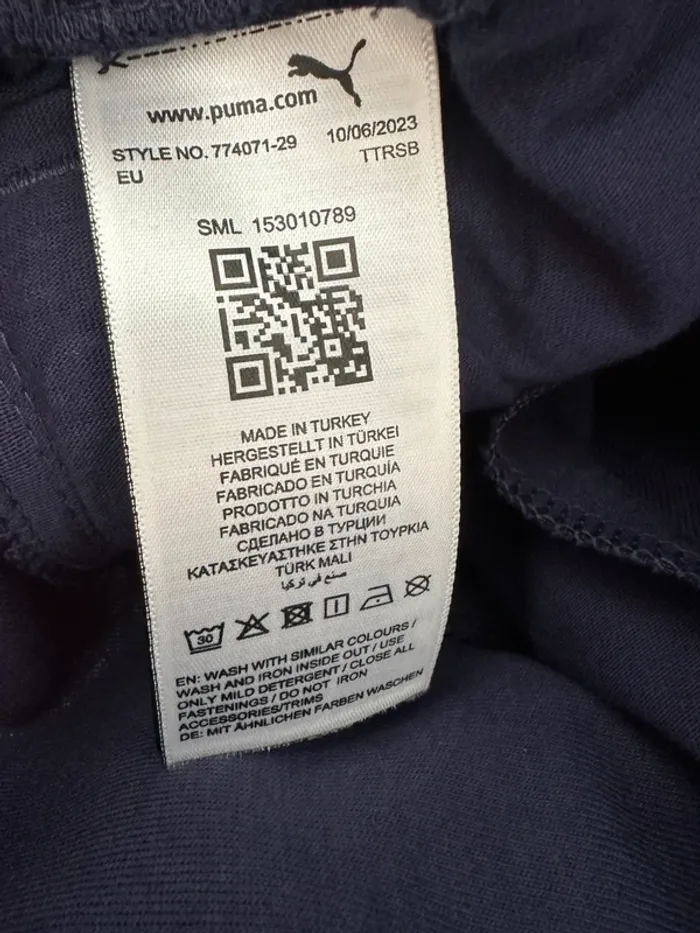 www.puma.com
STYLE NO. 774071-29 10/06/2023
EU TTRSB
SML 153010789
MADE IN TURKEY
HERGESTELLT IN TÜRKEI
FABRIQUÉ EN TURQUIE
FABRICADO EN TURQUÍA
PRODOTTO IN TURCHIA
FABRICADO NA TURQUIA
СДЕЛАНО В ТУРЦИИ
ΚΑΤΑΣΚΕΥΑΣΤΗΚΕ ΣΤΗΝ ΤΟΥΡΚΙΑ
TÜRK MALI
صنع في تركيا
30
EN: WASH WITH SIMILAR COLOURS /
WASH AND IRON INSIDE OUT / USE
ONLY MILD DETERGENT / CLOSE ALL
FASTENINGS / DO NOT IRON
ACCESSORIES/TRIMS
DE: MIT ÄHNLICHEN FARBEN WASCHEN